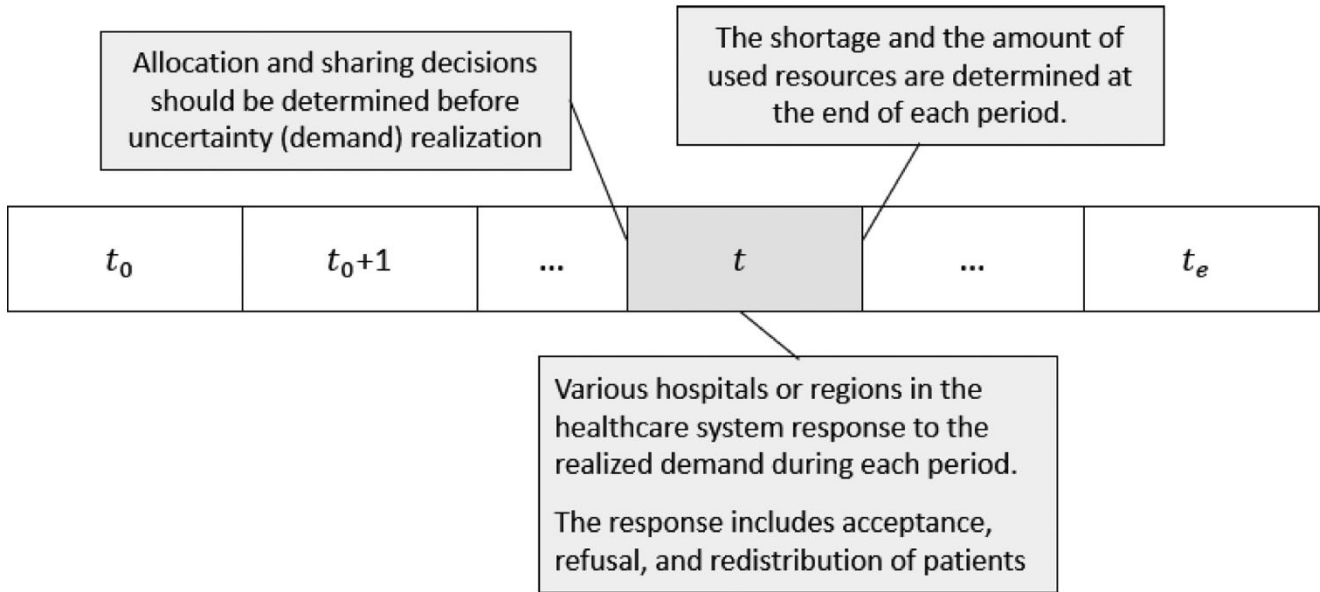 Allocation and sharing decisions
should be determined before
uncertainty (demand) realization
The shortage and the amount of
used resources are determined at
the end of each period.
t₀
t₀+1
...
t
...
tₑ
Various hospitals or regions in the
healthcare system response to the
realized demand during each period.
The response includes acceptance,
refusal, and redistribution of patients